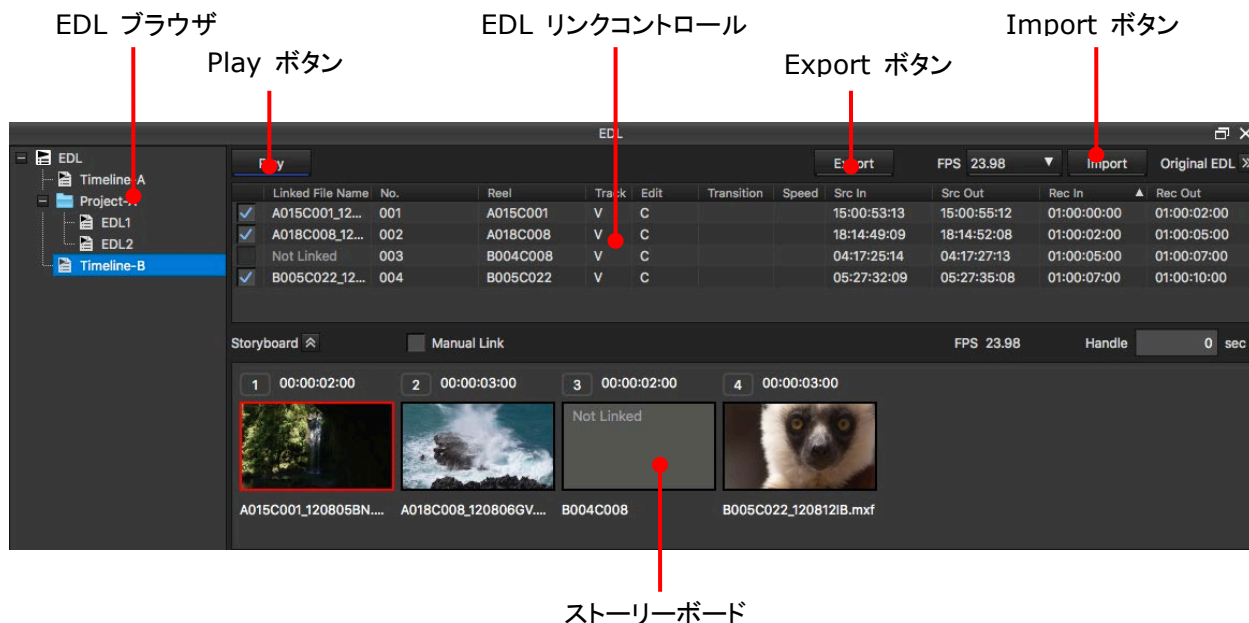 EDL ブラウザ
EDL リンクコントロール
Import ボタン
Play ボタン
Export ボタン
EDL
EDL
Timeline-A
EDL1
EDL2
Timeline-B
Export FPS 23.98 Import Original EDL
Linked File Name No. Reel Track Edit Transition Speed Src In Src Out Rec In Rec Out
A015C001_12... 001 A015C001 V C 15:00:53:13 15:00:55:12 01:00:00:00 01:00:02:00
A018C008_12... 002 A018C008 V C 18:14:49:09 18:14:52:08 01:00:02:00 01:00:05:00
Not Linked 003 B004C008 V C 04:17:25:14 04:17:27:13 01:00:05:00 01:00:07:00
B005C022_12... 004 B005C022 V C 05:27:32:09 05:27:35:08 01:00:07:00 01:00:10:00
Storyboard Manual Link FPS 23.98 Handle 0 sec
1 00:00:02:00 2 00:00:03:00 3 00:00:02:00 4 00:00:03:00
Not Linked
A015C001_120805BN.... A018C008_120806GV.... B004C008 B005C022_120812IB.mxf
ストーリーボード